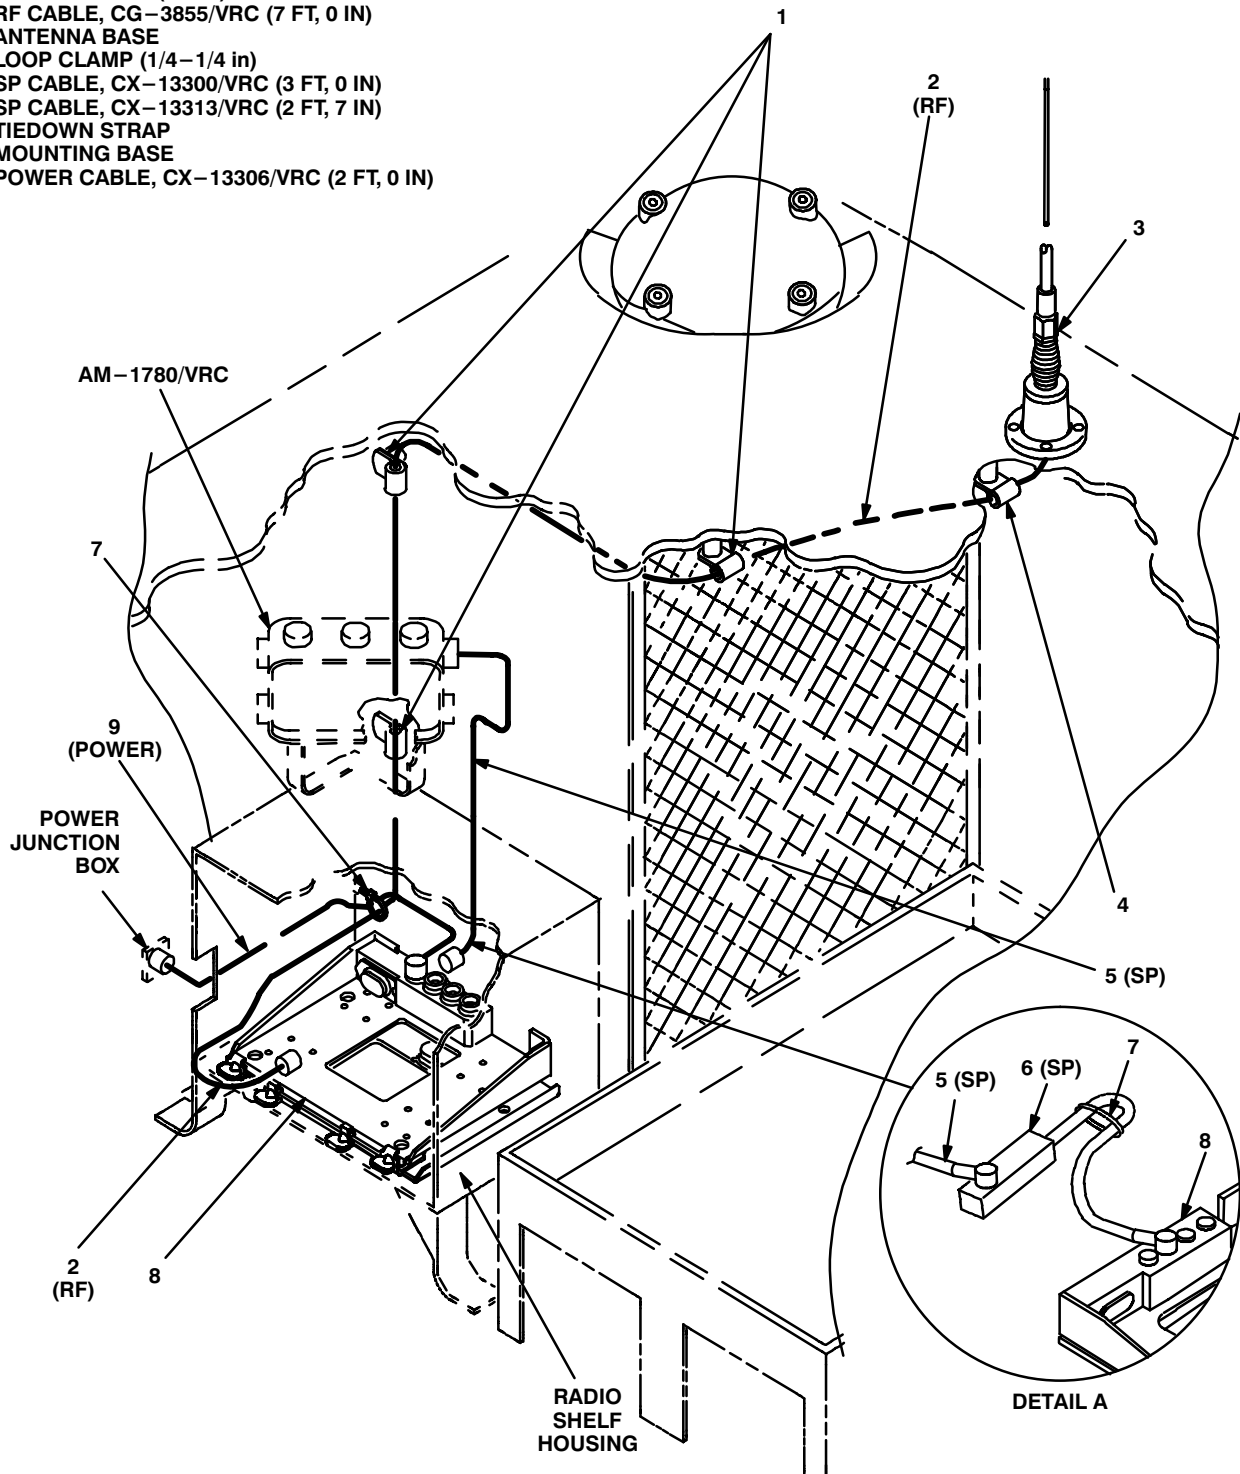 RF CABLE, CG-3855/VRC (7 FT, 0 IN)
ANTENNA BASE
LOOP CLAMP (1/4-1/4 in)
SP CABLE, CX-13300/VRC (3 FT, 0 IN)
SP CABLE, CX-13313/VRC (2 FT, 7 IN)
TIEDOWN STRAP
MOUNTING BASE
POWER CABLE, CX-13306/VRC (2 FT, 0 IN)
1
2
(RF)
3
AM-1780/VRC
7
9
(POWER)
POWER
JUNCTION
BOX
4
5 (SP)
7
6 (SP)
5 (SP)
8
2
(RF)
8
RADIO
SHELF
HOUSING
DETAIL A